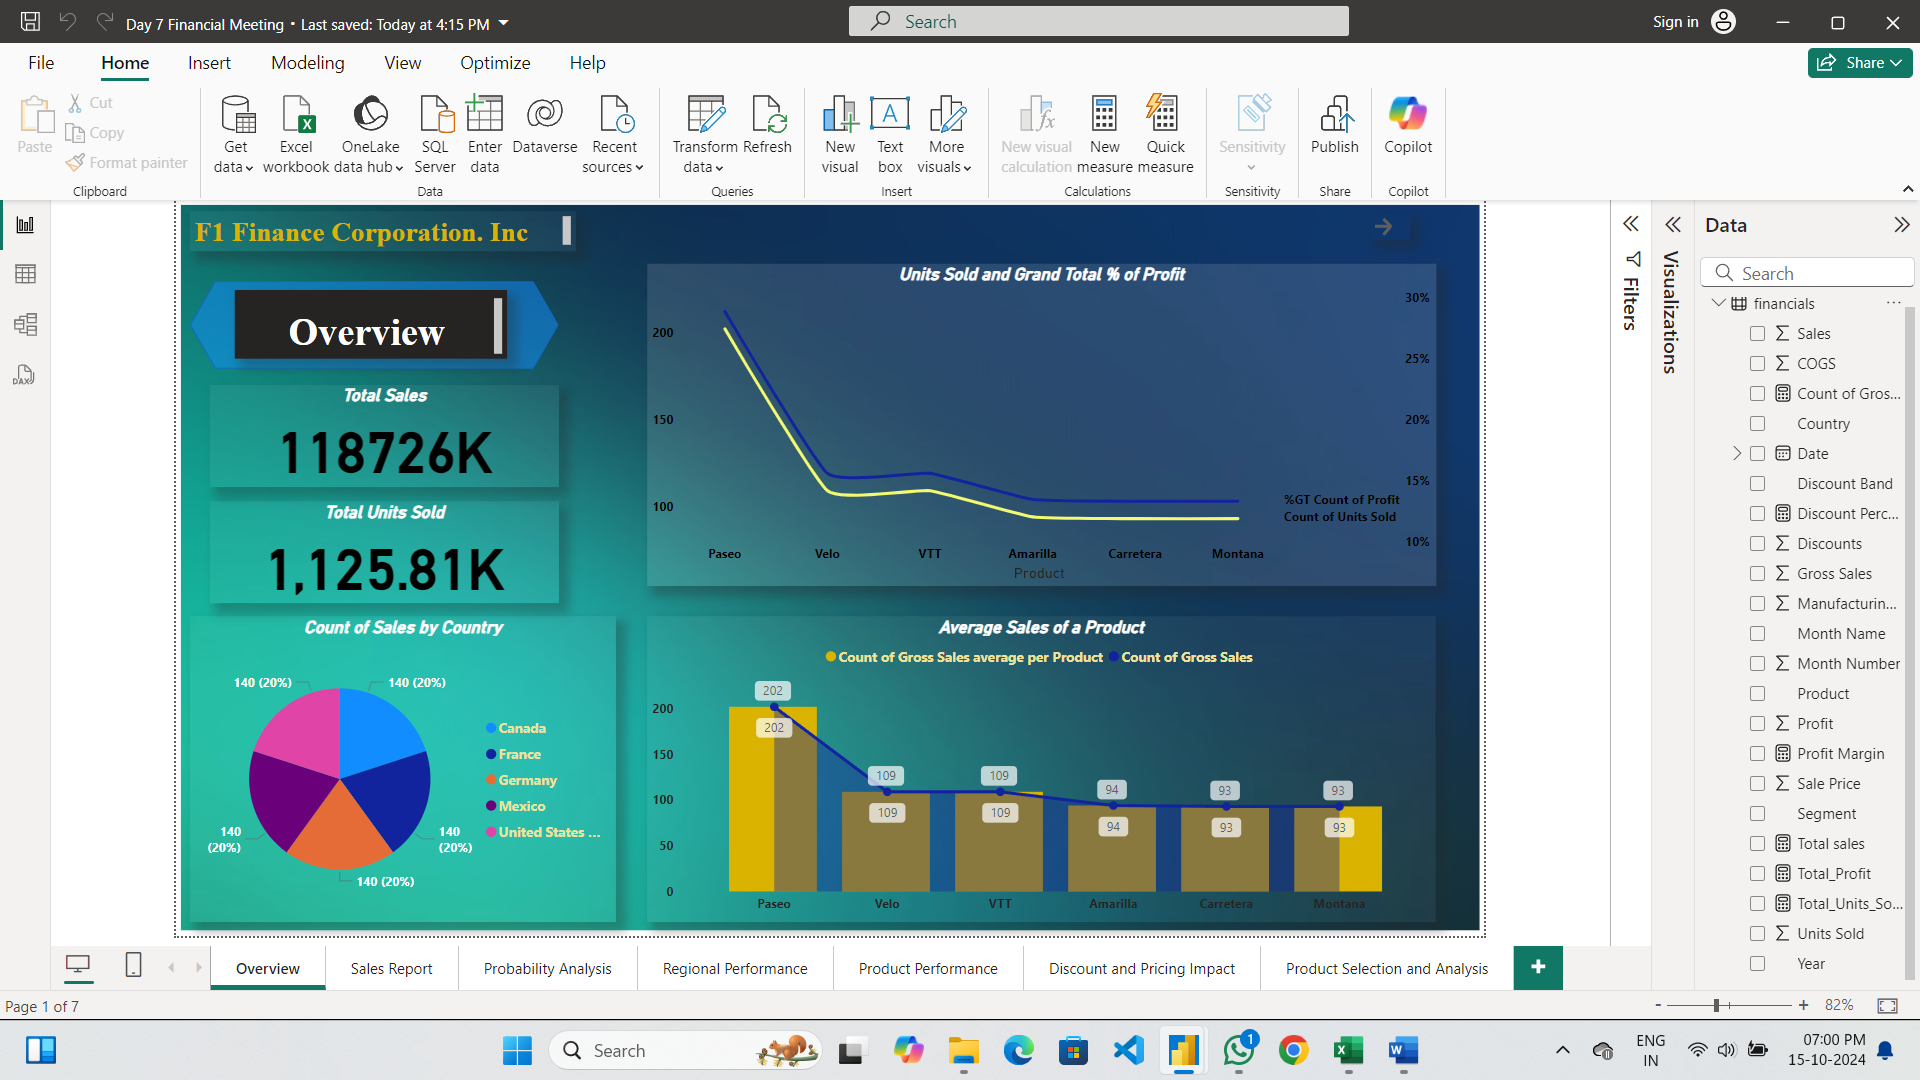 Day 7 Financial Meeting • Last saved: Today at 4:15 PM
Search
Sign in
File Home Insert Modeling View Optimize Help
Share
Paste
Cut
Copy
Format painter
Clipboard
Get data
Excel workbook
OneLake data hub
SQL Server
Enter data
Dataverse
Recent sources
Data
Transform data
Refresh
Queries
New visual
Text box
More visuals
Insert
New visual calculation
New measure
Quick measure
Calculations
Sensitivity
Sensitivity
Publish
Share
Copilot
Copilot
F1 Finance Corporation. Inc
Overview
Total Sales
118726K
Total Units Sold
1,125.81K
Count of Sales by Country
140 (20%) 140 (20%)
140 (20%)
140 (20%)
140 (20%)
Canada
France
Germany
Mexico
United States ...
Units Sold and Grand Total % of Profit
200
150
100
30%
25%
20%
15%
10%
%GT Count of Profit
Count of Units Sold
Paseo Velo VTT Amarilla Carretera Montana
Product
Average Sales of a Product
Count of Gross Sales average per Product Count of Gross Sales
200
150
100
50
0
202 109 109 94 93 93
202 109 109 94 93 93
Paseo Velo VTT Amarilla Carretera Montana
Filters
Visualizations
Data
Search
financials
Sales
COGS
Count of Gros...
Country
Date
Discount Band
Discount Perc...
Discounts
Gross Sales
Manufacturin...
Month Name
Month Number
Product
Profit
Profit Margin
Sale Price
Segment
Total sales
Total_Profit
Total_Units_So...
Units Sold
Year
Overview Sales Report Probability Analysis Regional Performance Product Performance Discount and Pricing Impact Product Selection and Analysis
Page 1 of 7
82%
Search
1
ENG
IN
07:00 PM
15-10-2024